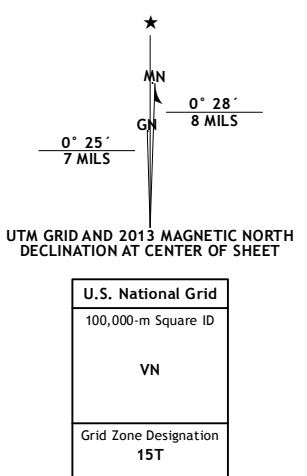 ★
MN
0° 28´
8 MILS
GN
0° 25´
7 MILS
UTM GRID AND 2013 MAGNETIC NORTH
DECLINATION AT CENTER OF SHEET
U.S. National Grid
100,000-m Square ID
VN
Grid Zone Designation
15T